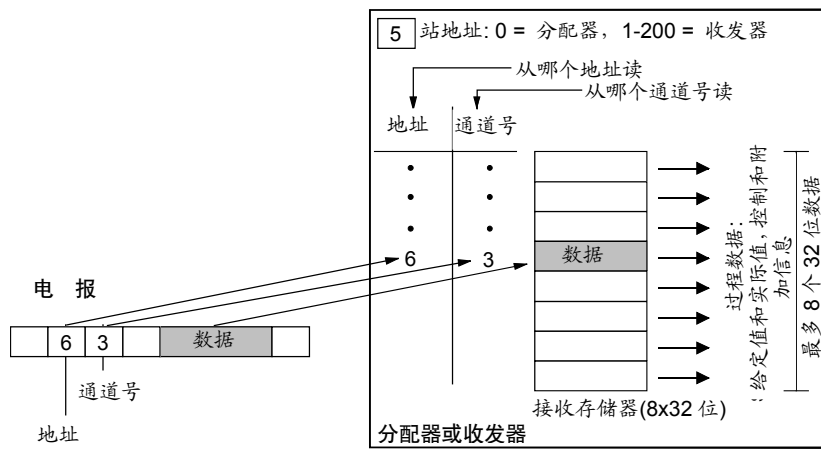 5 站地址: 0 = 分配器, 1-200 = 收发器
从哪个地址读
从哪个通道号读
地址 通道号
6 3 数据
过程数据:
给定值和实际值,控制和附
加信息
最多 8 个 32 位数据
接收存储器(8x32 位)
分配器或收发器
电 报
6 3 数据
通道号
地址